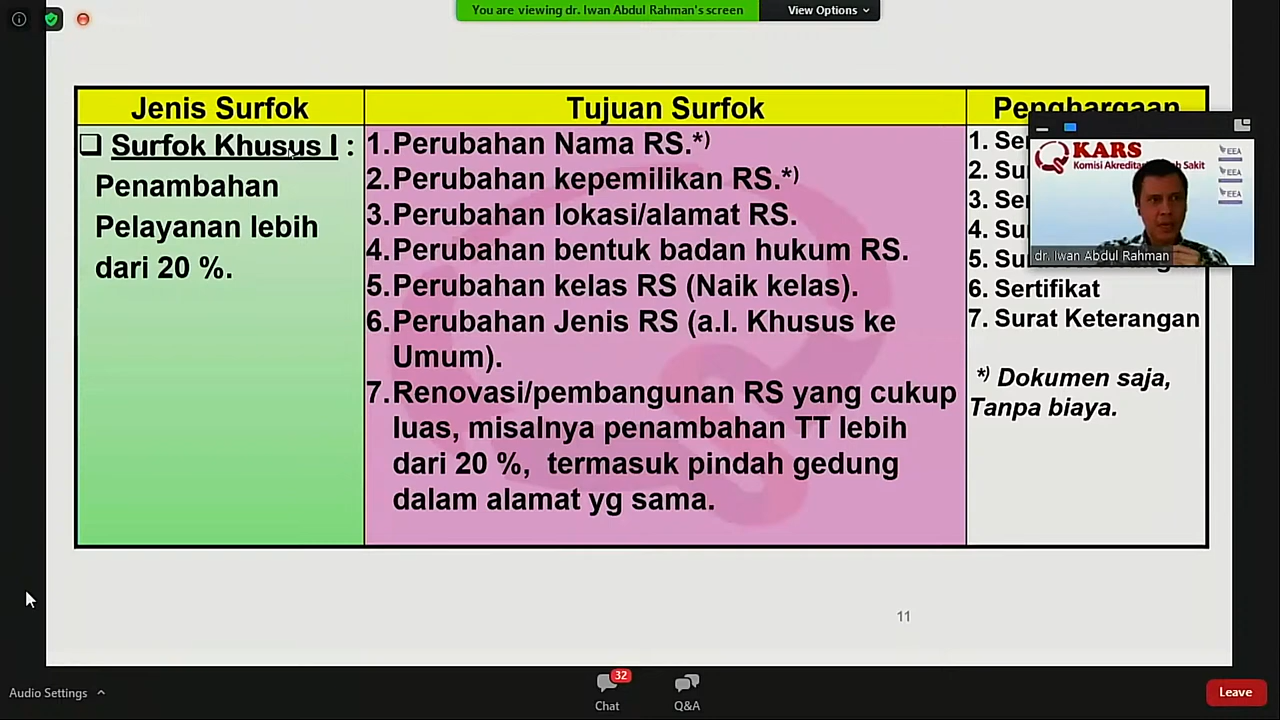 You are viewing dr. Iwan Abdul Rahman's screen
View Options
Jenis Surfok
Tujuan Surfok
Penghargaan
❑ Surfok Khusus I :
Penambahan
Pelayanan lebih
dari 20 %.
1.Perubahan Nama RS.*)
2.Perubahan kepemilikan RS.*)
3.Perubahan lokasi/alamat RS.
4.Perubahan bentuk badan hukum RS.
5.Perubahan kelas RS (Naik kelas).
6.Perubahan Jenis RS (a.l. Khusus ke
Umum).
7.Renovasi/pembangunan RS yang cukup
luas, misalnya penambahan TT lebih
dari 20 %, termasuk pindah gedung
dalam alamat yg sama.
1.
2.
3.
4.
5.
6. Sertifikat
7. Surat Keterangan
*) Dokumen saja,
Tanpa biaya.
KARS
Komisi Akreditasi Sakit
EEA
EEA
EEA
dr. Iwan Abdul Rahman
11
Audio Settings
32
Chat
Q&A
Leave